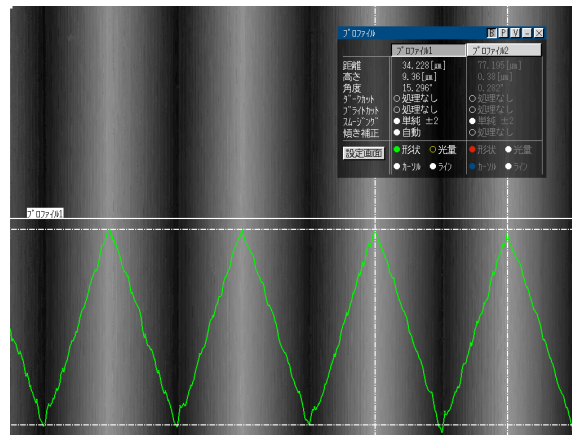 プロファイル B P V - ×
プロファイル1 プロファイル2
距離 34.228[μm] 77.195[μm]
高さ 9.36[μm] 0.38[μm]
角度 15.296° 0.282°
ダークカット ○処理なし ○処理なし
ブライトカット ○処理なし ○処理なし
スムージング ●単純 ±2 ●単純 ±2
傾き補正 ●自動 ○処理なし
設定画面 ●形状 ○光量 ●形状 ●光量
●カーソル ●ライン ●カーソル ●ライン
プロファイル1